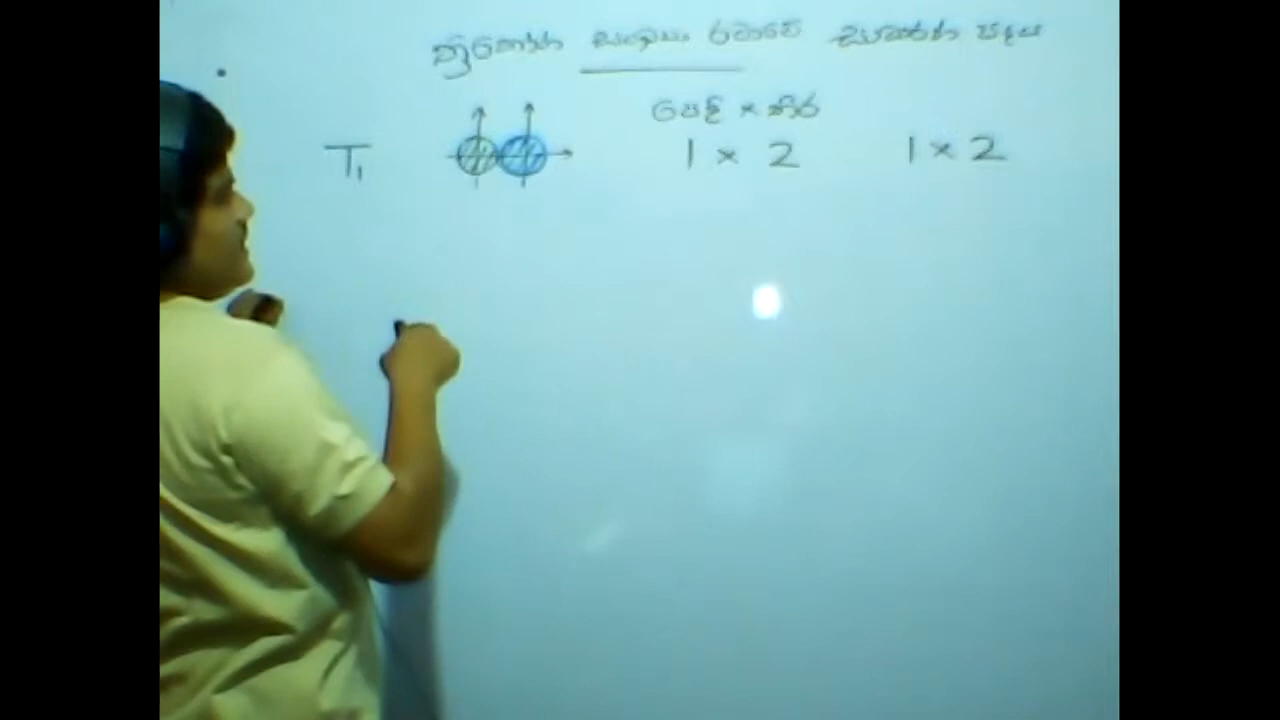 ත්‍රිකෝණ සංඛ්‍යා රටාවේ සාධාරණ පදය
පේළි × තීර
T₁ 1 × 2 1 × 2